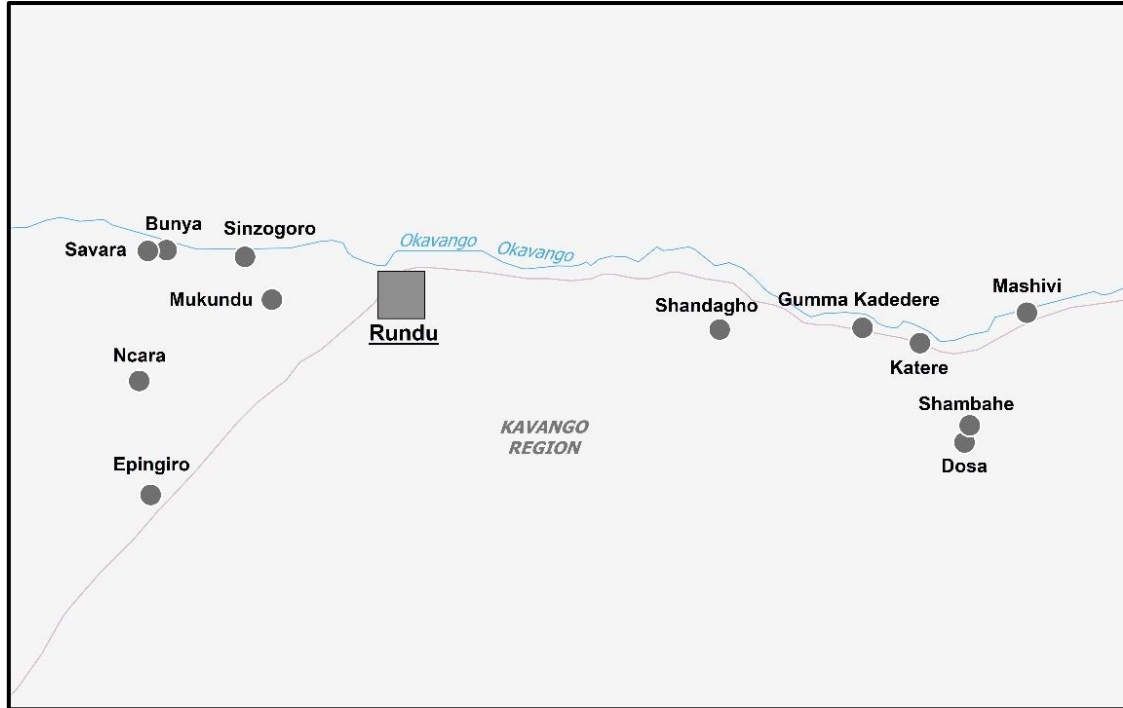 Bunya
Sinzogoro
Savara
Okavango
Okavango
Mukundu
Rundu
Shandagho
Gumma Kadedere
Mashivi
Katere
Ncara
Shambahe
KAVANGO
REGION
Epingiro
Dosa